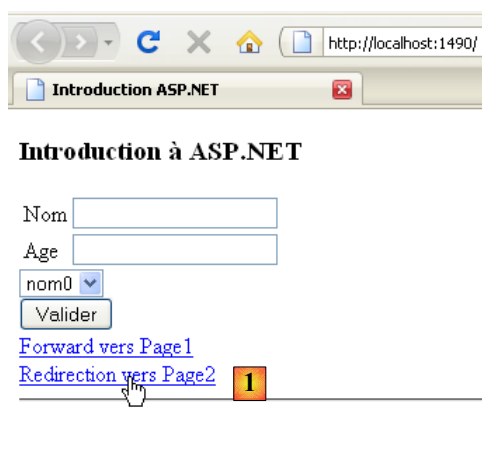 http://localhost:1490/
Introduction ASP.NET
Introduction à ASP.NET
Nom
Age
nom0
Valider
Forward vers Page1
Redirection vers Page2
1